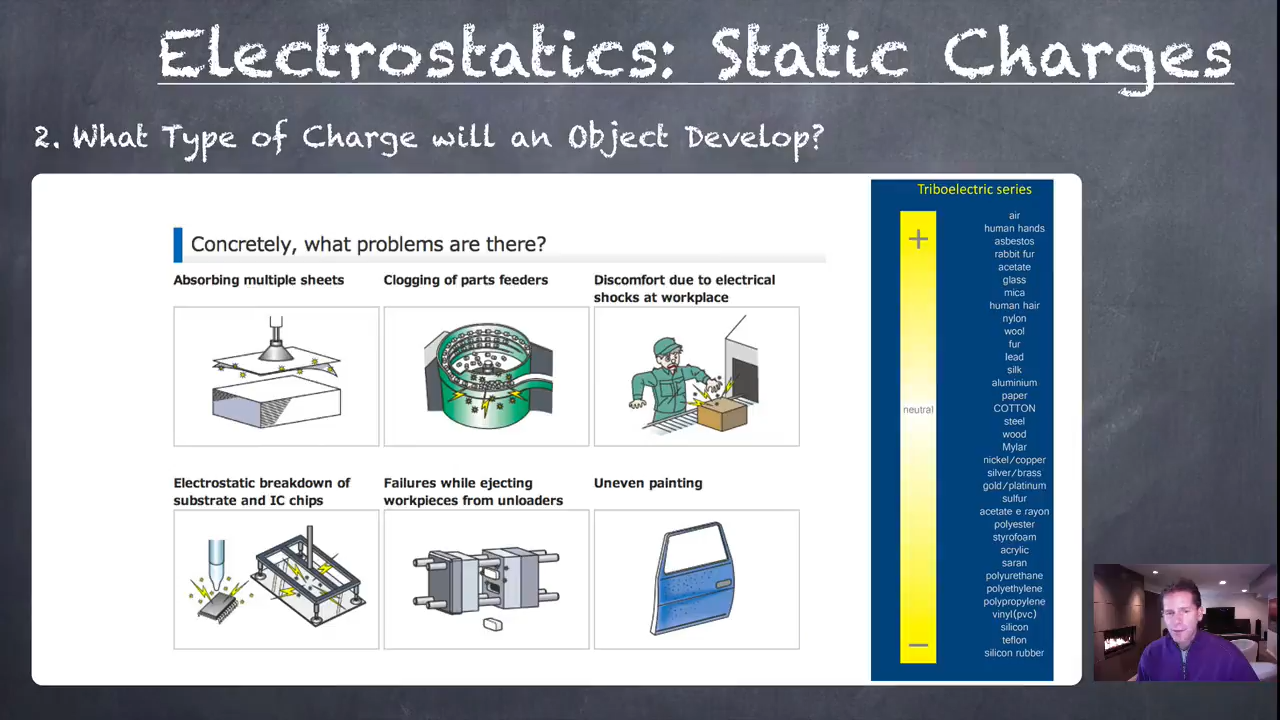 Electrostatics: Static Charges
2. What Type of Charge will an Object Develop?
Concretely, what problems are there?
Absorbing multiple sheets
Clogging of parts feeders
Discomfort due to electrical
shocks at workplace
Electrostatic breakdown of
substrate and IC chips
Failures while ejecting
workpieces from unloaders
Uneven painting
Triboelectric series
+
neutral
—
air
human hands
asbestos
rabbit fur
acetate
glass
mica
human hair
nylon
wool
fur
lead
silk
aluminium
paper
COTTON
steel
wood
Mylar
nickel/copper
silver/brass
gold/platinum
sulfur
acetate e rayon
polyester
styrofoam
acrylic
saran
polyurethane
polyethylene
polypropylene
vinyl(pvc)
silicon
teflon
silicon rubber